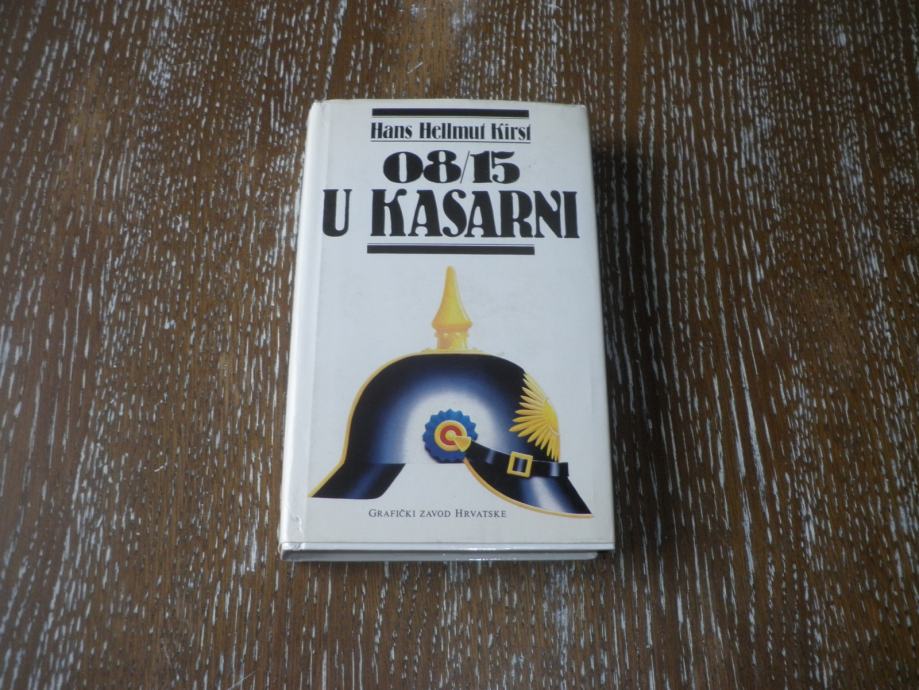 Hans Hellmut Kirst
08/15
U KASARNI
GRAFIČKI ZAVOD HRVATSKE